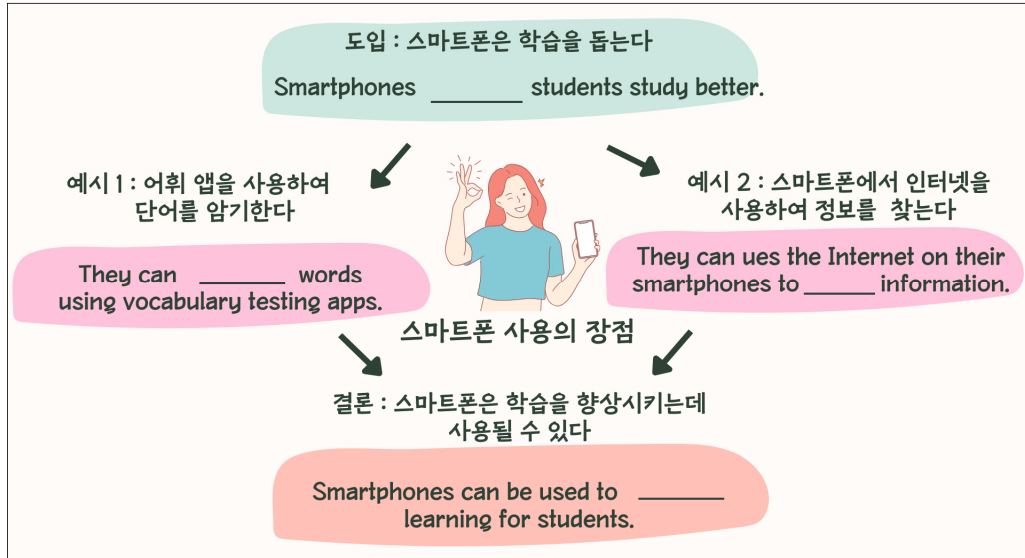 도입 : 스마트폰은 학습을 돕는다
Smartphones ________ students study better.
예시 1 : 어휘 앱을 사용하여
단어를 암기한다
They can ________ words
using vocabulary testing apps.
예시 2 : 스마트폰에서 인터넷을
사용하여 정보를 찾는다
They can ues the Internet on their
smartphones to ______ information.
스마트폰 사용의 장점
결론 : 스마트폰은 학습을 향상시키는데
사용될 수 있다
Smartphones can be used to ________
learning for students.